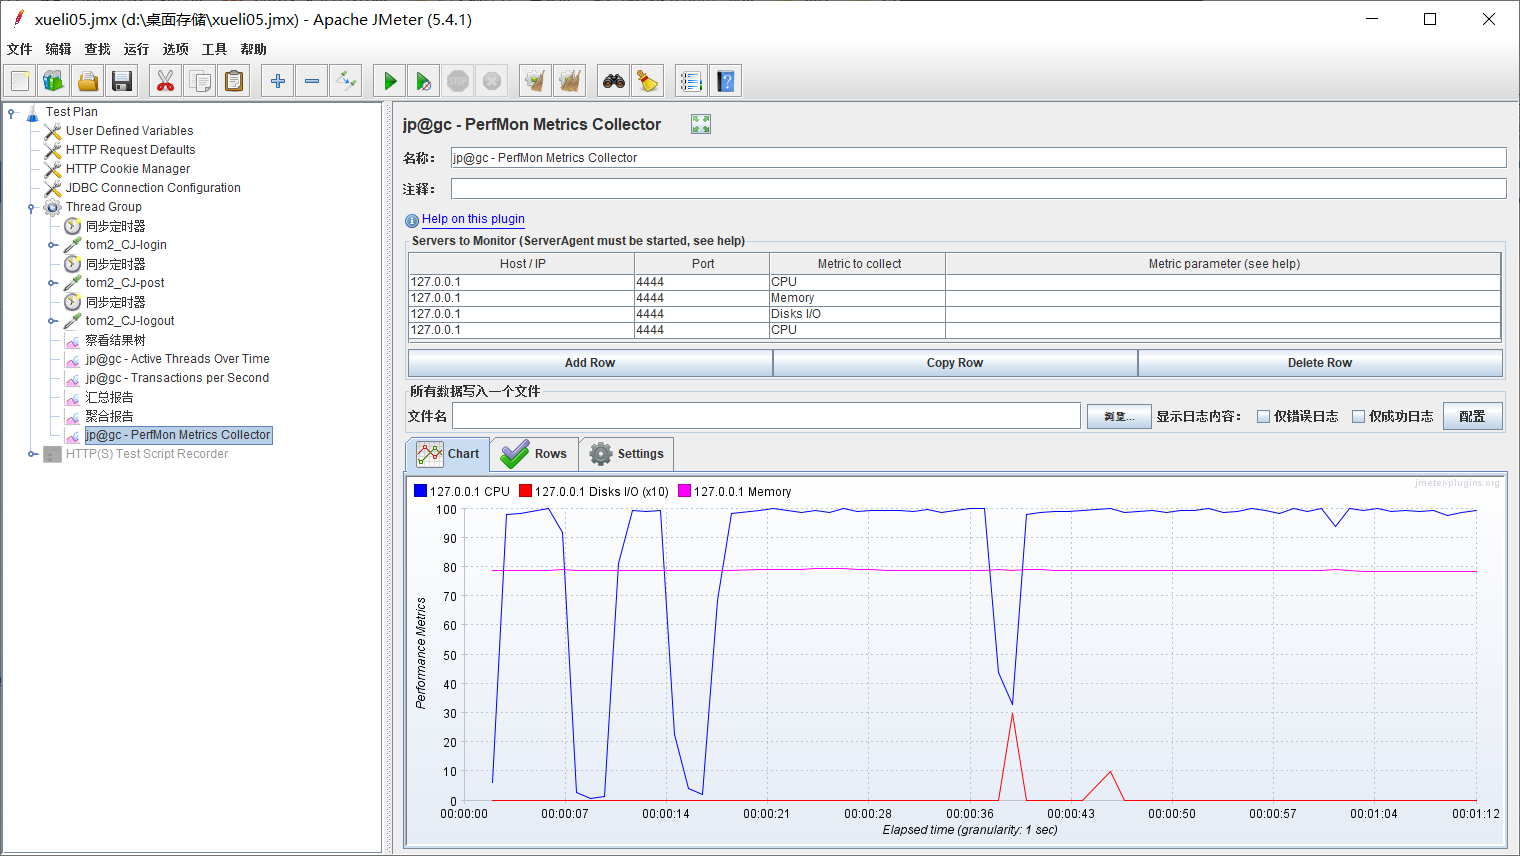 xueli05.jmx (d:\桌面存储\xueli05.jmx) - Apache JMeter (5.4.1)
文件 编辑 查找 运行 选项 工具 帮助
STOP
?
Test Plan
User Defined Variables
HTTP Request Defaults
HTTP Cookie Manager
JDBC Connection Configuration
Thread Group
同步定时器
tom2_CJ-login
同步定时器
tom2_CJ-post
同步定时器
tom2_CJ-logout
察看结果树
jp@gc - Active Threads Over Time
jp@gc - Transactions per Second
汇总报告
聚合报告
jp@gc - PerfMon Metrics Collector
HTTP(S) Test Script Recorder
jp@gc - PerfMon Metrics Collector
名称： jp@gc - PerfMon Metrics Collector
注释：
Help on this plugin
Servers to Monitor (ServerAgent must be started, see help)
Host / IP Port Metric to collect Metric parameter (see help)
127.0.0.1 4444 CPU
127.0.0.1 4444 Memory
127.0.0.1 4444 Disks I/O
127.0.0.1 4444 CPU
Add Row Copy Row Delete Row
所有数据写入一个文件
文件名 浏览... 显示日志内容： 仅错误日志 仅成功日志 配置
Chart Rows Settings
127.0.0.1 CPU 127.0.0.1 Disks I/O (x10) 127.0.0.1 Memory
jmeter-plugins.org
100
90
80
70
60
50
40
30
20
10
0
Performance Metrics
00:00:00 00:00:07 00:00:14 00:00:21 00:00:28 00:00:36 00:00:43 00:00:50 00:00:57 00:01:04 00:01:12
Elapsed time (granularity: 1 sec)